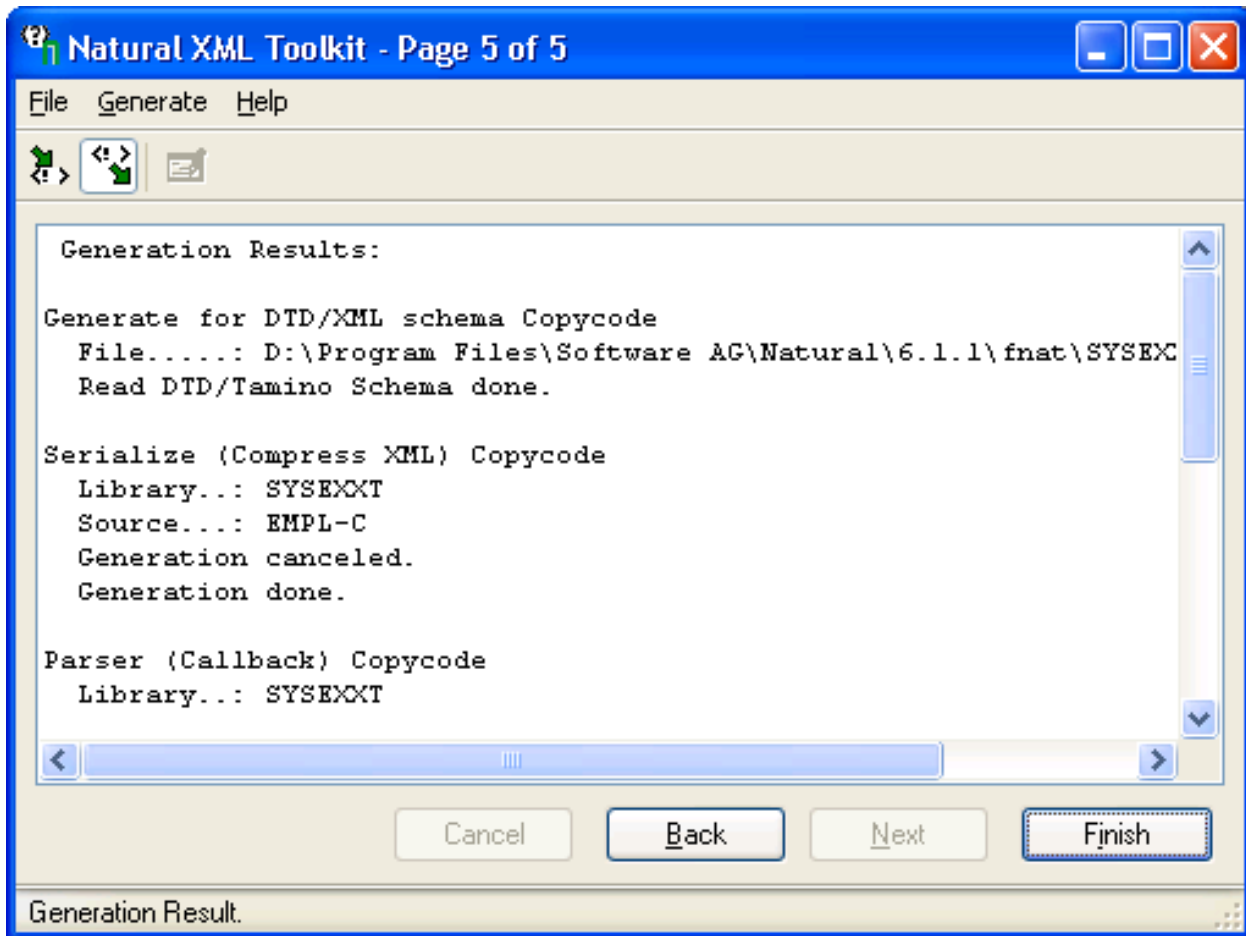 Natural XML Toolkit - Page 5 of 5
File Generate Help
Generation Results:
Generate for DTD/XML schema Copycode
File.....: D:\Program Files\Software AG\Natural\6.1.1\fnat\SYSEX
Read DTD/Tamino Schema done.
Serialize (Compress XML) Copycode
Library..: SYSEXXT
Source...: EMPL-C
Generation canceled.
Generation done.
Parser (Callback) Copycode
Library..: SYSEXXT
Cancel Back Next Finish
Generation Result.